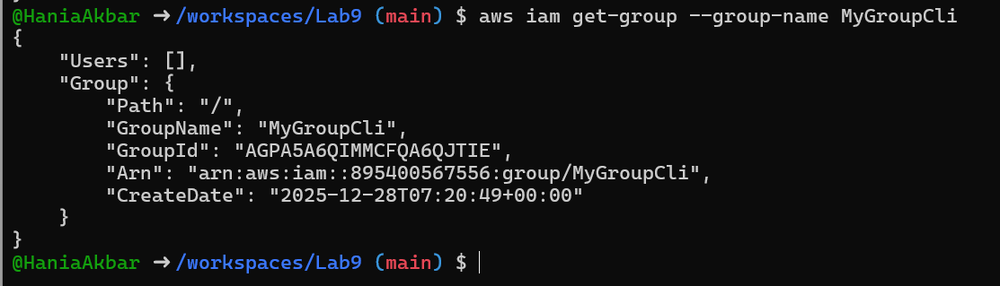 @HaniaAkbar ➜ /workspaces/Lab9 (main) $ aws iam get-group --group-name MyGroupCli
{
    "Users": [],
    "Group": {
        "Path": "/",
        "GroupName": "MyGroupCli",
        "GroupId": "AGPA5A6QIMMCFQA6QJTIE",
        "Arn": "arn:aws:iam::895400567556:group/MyGroupCli",
        "CreateDate": "2025-12-28T07:20:49+00:00"
    }
}
@HaniaAkbar ➜ /workspaces/Lab9 (main) $